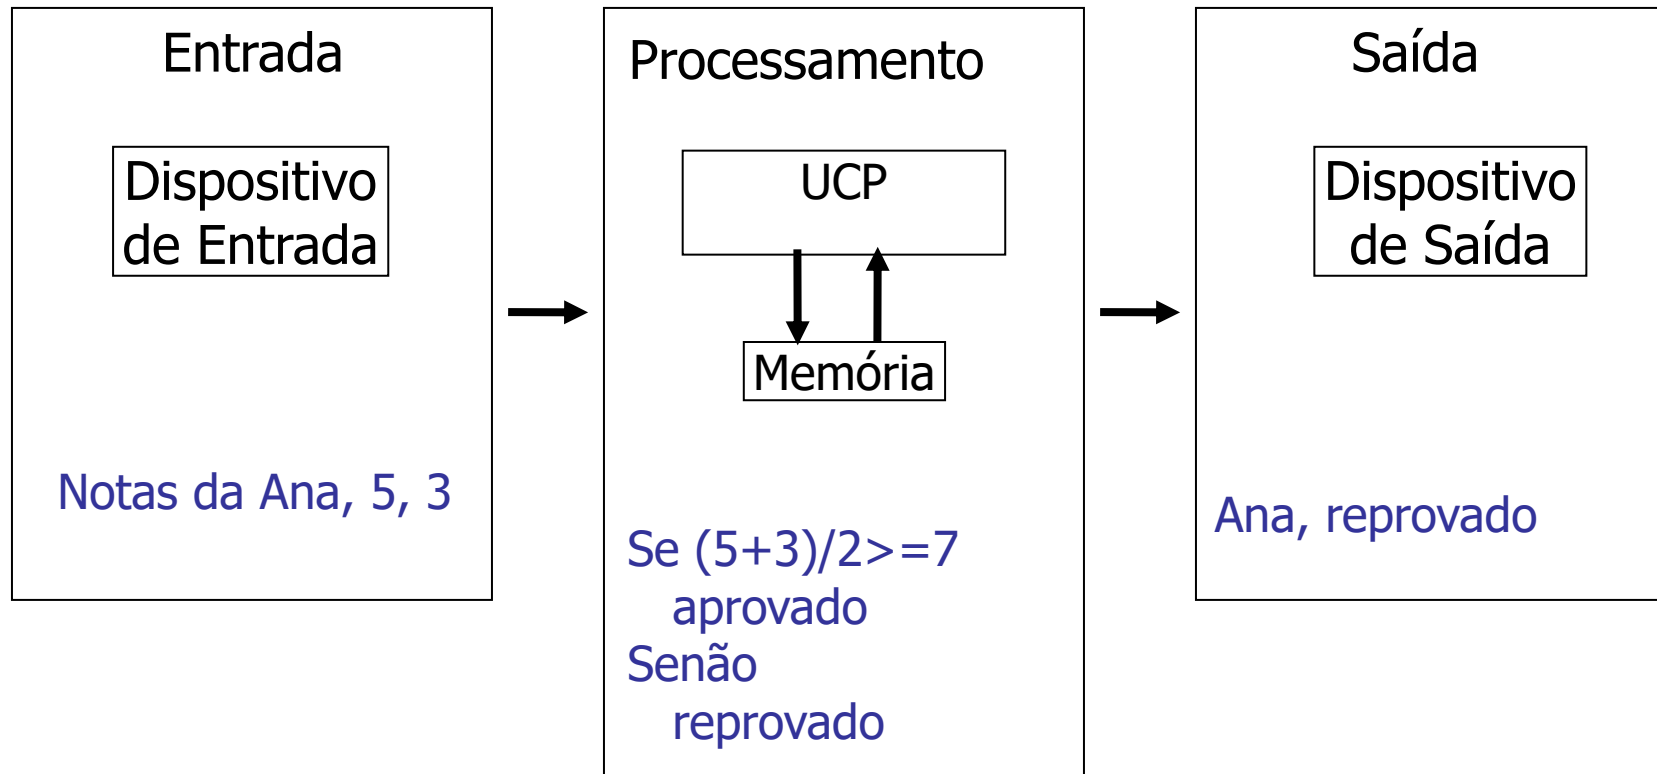 Entrada
Dispositivo
de Entrada
Notas da Ana, 5, 3
Processamento
UCP
Memória
Se (5+3)/2>=7
aprovado
Senão
reprovado
Saída
Dispositivo
de Saída
Ana, reprovado